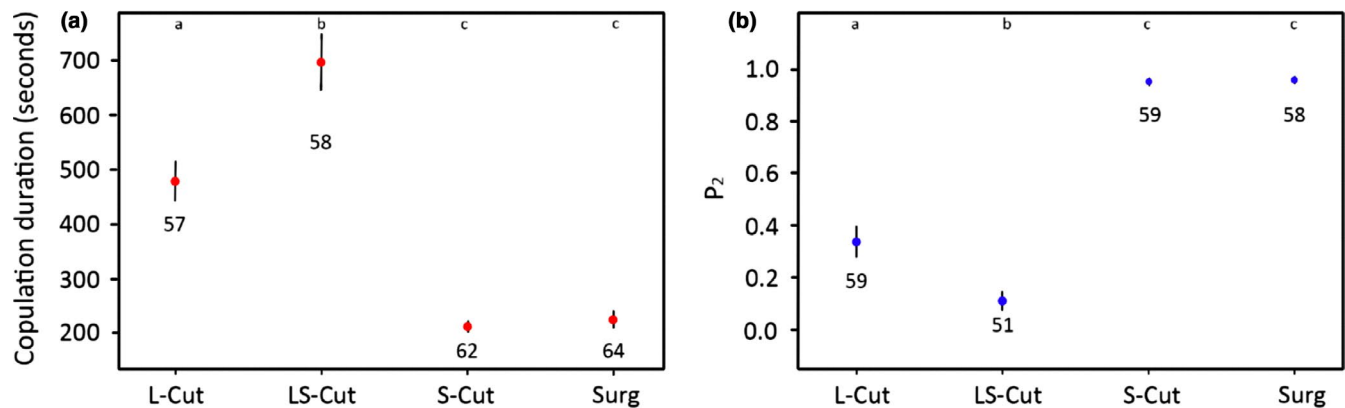 (a)
a b c c
Copulation duration (seconds)
700
600
500
400
300
200
57
58
62
64
L-Cut LS-Cut S-Cut Surg
(b)
a b c c
P2
1.0
0.8
0.6
0.4
0.2
0.0
59
51
59
58
L-Cut LS-Cut S-Cut Surg